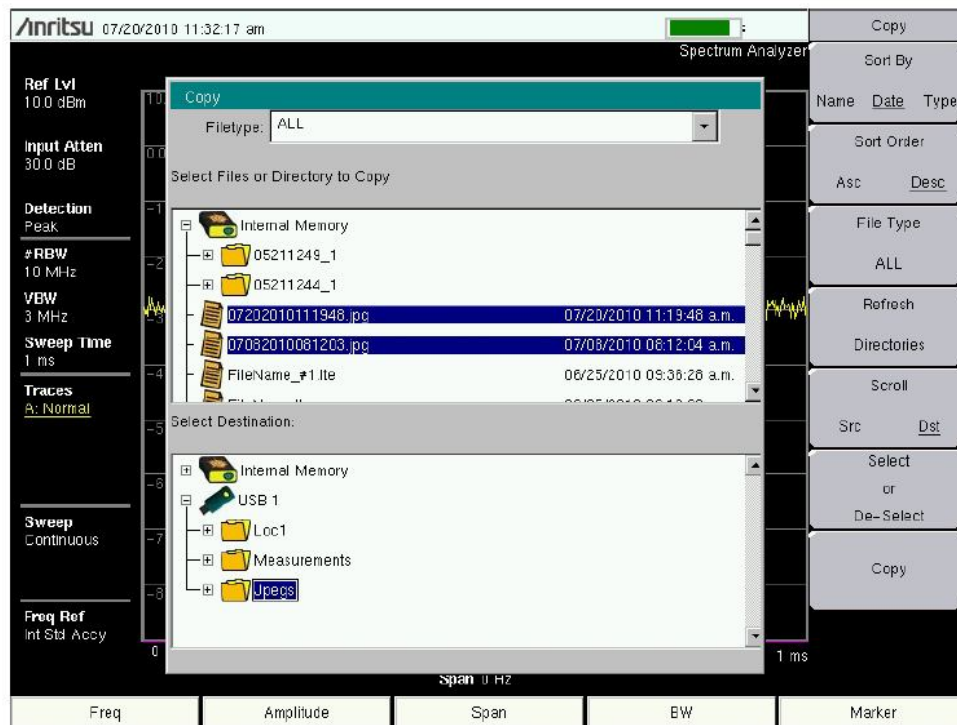 Anritsu 07/20/2010 11:32:17 am
Spectrum Analyzer
Ref Lvl
10.0 dBm
Input Atten
30.0 dB
Detection
Peak
#RBW
10 MHz
VBW
3 MHz
Sweep Time
1 ms
Traces
A: Normal
Sweep
Continuous
Freq Ref
Int Std Accy
Copy
Filetype: ALL
Select Files or Directory to Copy
Internal Memory
05211249_1
05211244_1
07202010111948.jpg 07/20/2010 11:19:48 a.m.
07082010081203.jpg 07/08/2010 08:12:04 a.m.
FileName_#1.lte 06/25/2010 09:36:26 a.m.
Select Destination:
Internal Memory
USB 1
Loc1
Measurements
Jpegs
0
1 ms
Span 0 Hz
Copy
Sort By
Name Date Type
Sort Order
Asc Desc
File Type
ALL
Refresh
Directories
Scroll
Src Dst
Select
or
De-Select
Copy
Freq Amplitude Span BW Marker